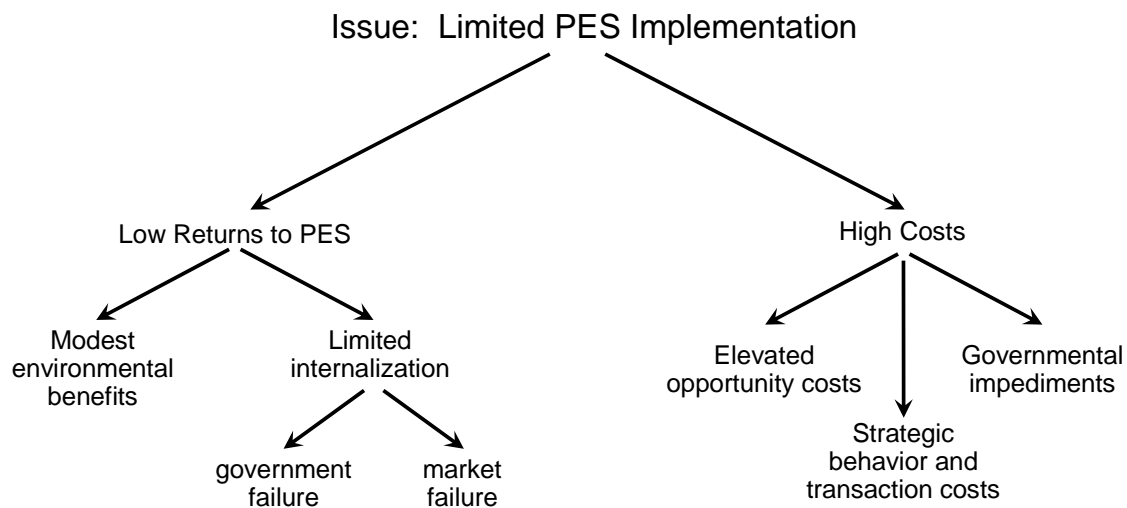 Issue:  Limited PES Implementation
Low Returns to PES
High Costs
Modest
environmental
benefits
Limited
internalization
Elevated
opportunity costs
Governmental
impediments
government
failure
market
failure
Strategic
behavior and
transaction costs